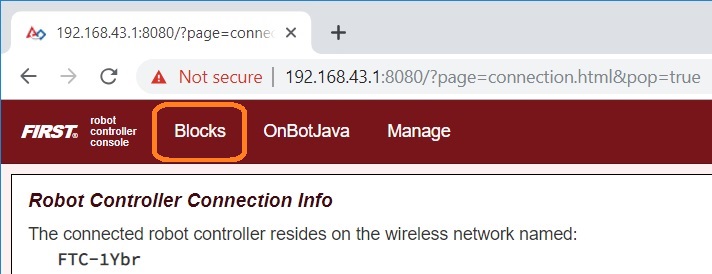 192.168.43.1:8080/?page=connec
Not secure | 192.168.43.1:8080/?page=connection.html&pop=true
FIRST® robot controller console Blocks OnBotJava Manage
Robot Controller Connection Info
The connected robot controller resides on the wireless network named:
FTC-1Ybr